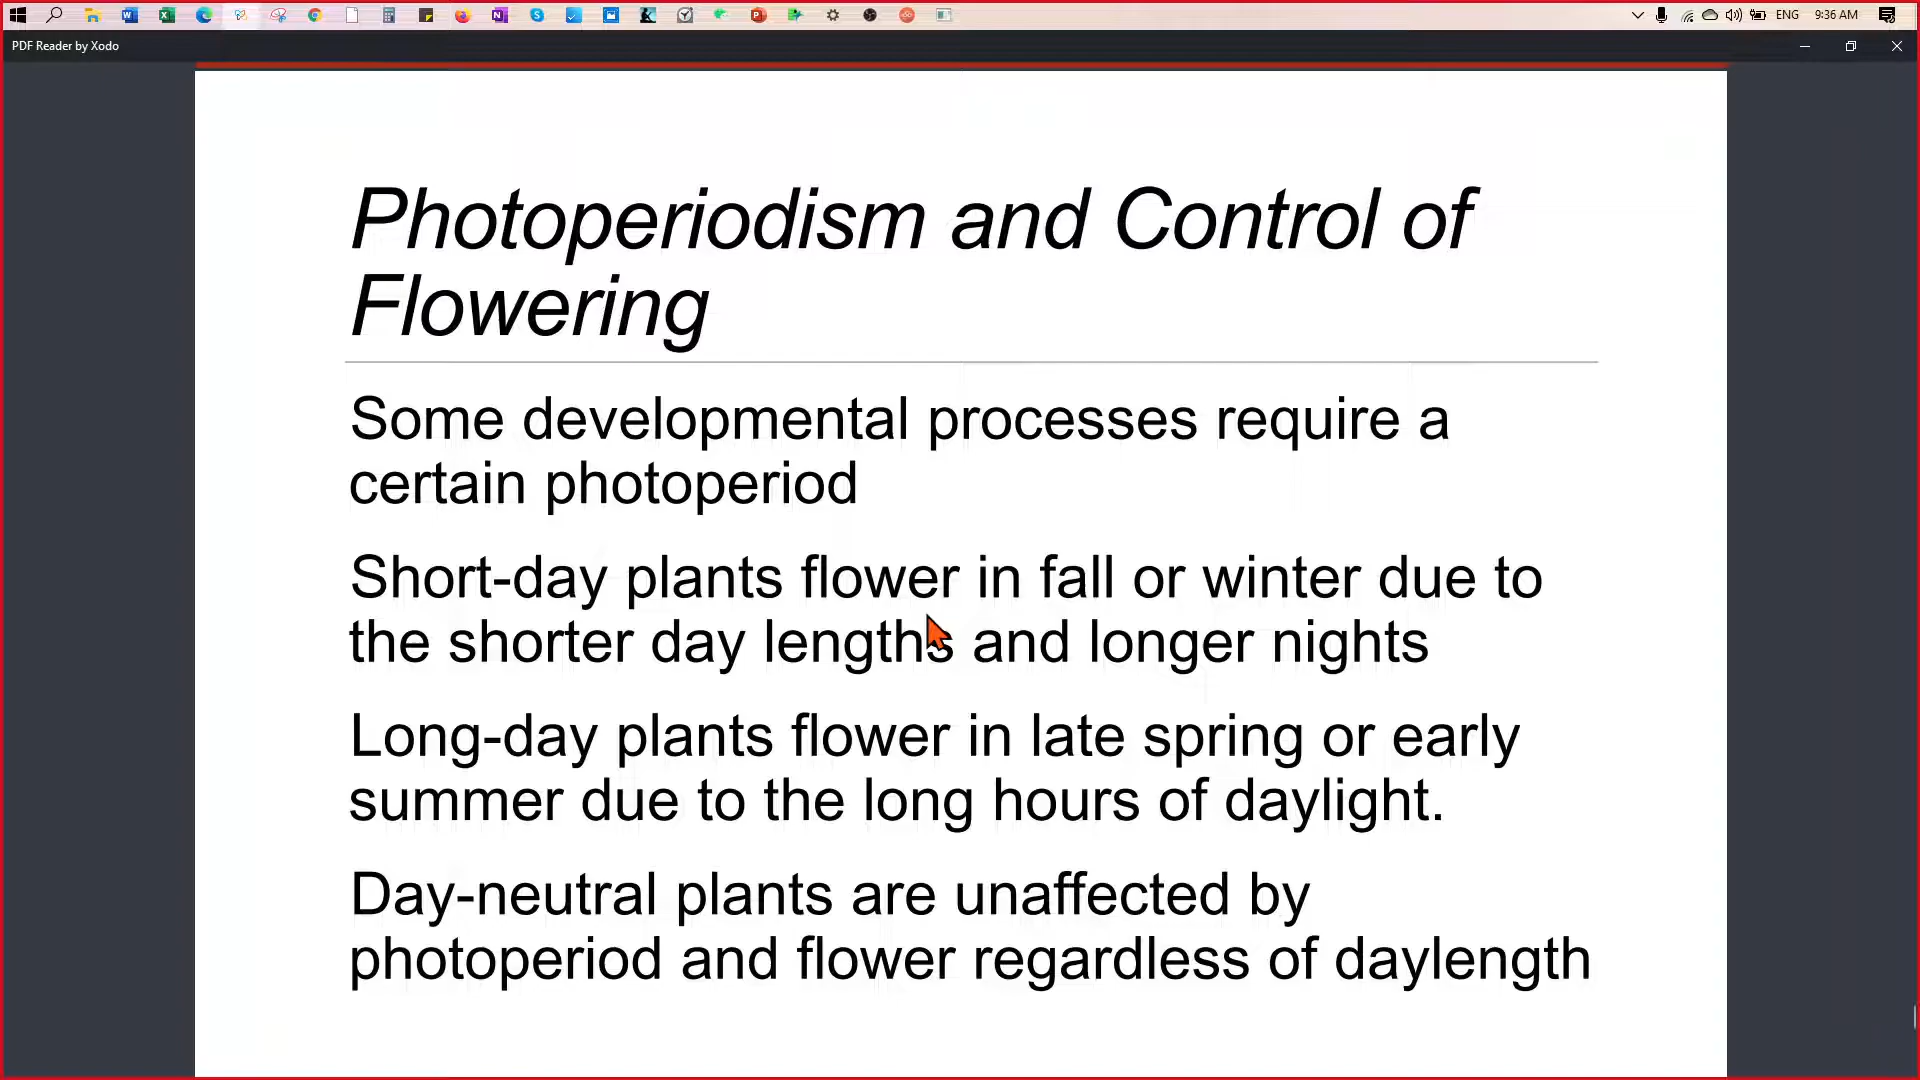 ENG 9:36 AM
PDF Reader by Xodo
Photoperiodism and Control of
Flowering
Some developmental processes require a
certain photoperiod
Short-day plants flower in fall or winter due to
the shorter day lengths and longer nights
Long-day plants flower in late spring or early
summer due to the long hours of daylight.
Day-neutral plants are unaffected by
photoperiod and flower regardless of daylength